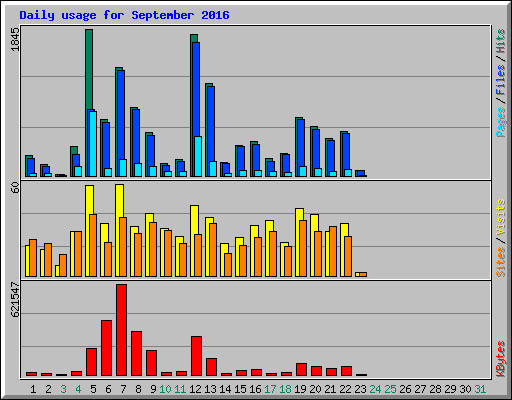 Daily usage for September 2016
1845
Pages / Files / Hits
60
Sites / Visits
621547
KBytes
1 2 3 4 5 6 7 8 9 10 11 12 13 14 15 16 17 18 19 20 21 22 23 24 25 26 27 28 29 30 31